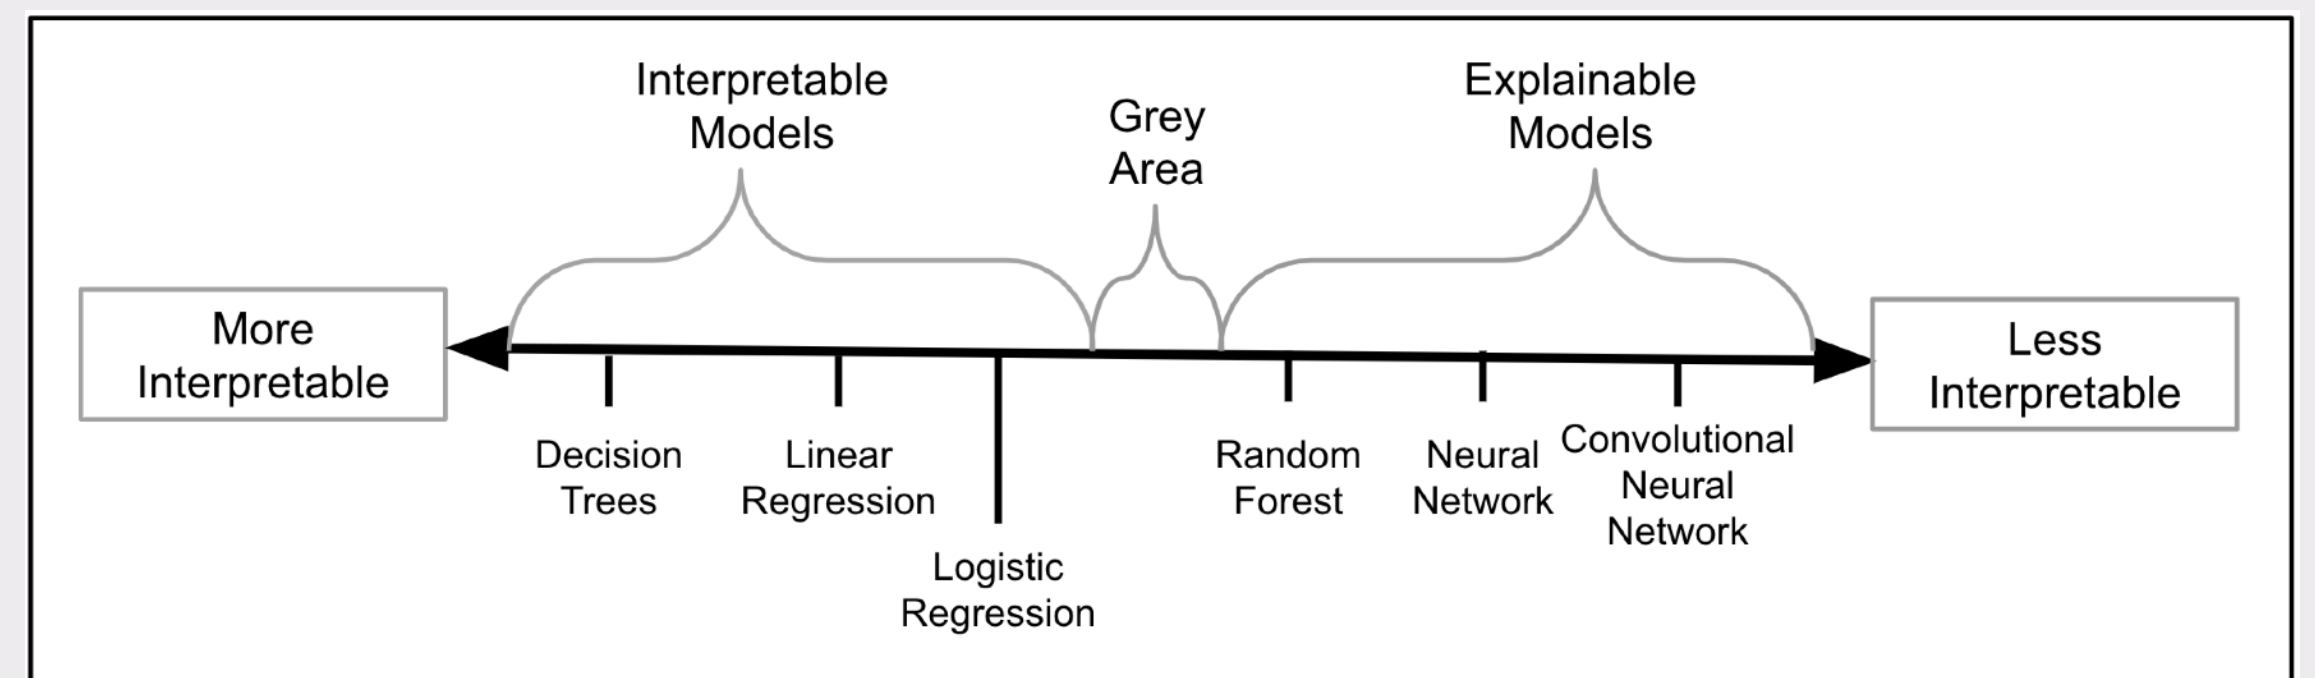 Interpretable
Models
Grey
Area
Explainable
Models
More
Interpretable
Less
Interpretable
Decision
Trees
Linear
Regression
Logistic
Regression
Random
Forest
Neural
Network
Convolutional
Neural
Network